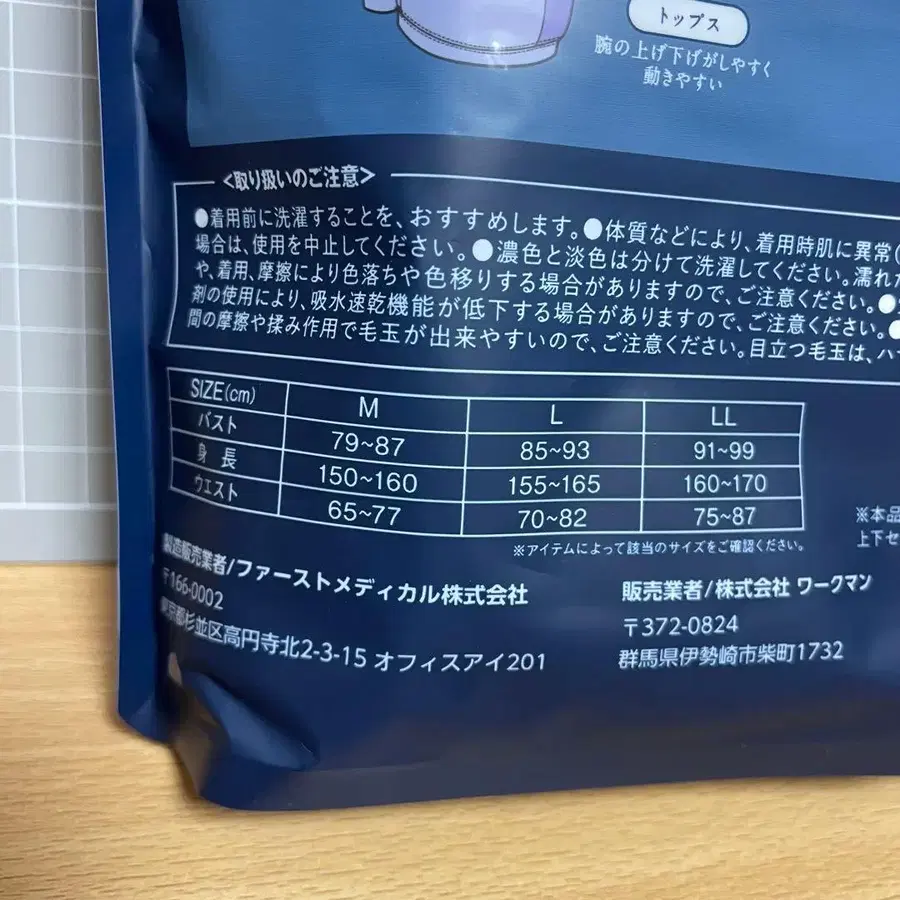 トップス
腕の上げ下げがしやすく
動きやすい
<取り扱いのご注意>
●着用前に洗濯することを、おすすめします。●体質などにより、着用時肌に異常(
場合は、使用を中止してください。●濃色と淡色は分けて洗濯してください。濡れた
や、着用、摩擦により色落ちや色移りする場合がありますので、ご注意ください。●
剤の使用により、吸水速乾機能が低下する場合がありますので、ご注意ください。●
間の摩擦や揉み作用で毛玉が出来やすいので、ご注意ください。目立つ毛玉は、ハ
SIZE(cm) M L LL
バスト 79~87 85~93 91~99
身長 150~160 155~165 160~170
ウエスト 65~77 70~82 75~87
※アイテムによって該当のサイズをご確認ください。
※本品
上下セ
製造販売業者/ファーストメディカル株式会社
〒166-0002
東京都杉並区高円寺北2-3-15 オフィスアイ201
販売業者/株式会社 ワークマン
〒372-0824
群馬県伊勢崎市柴町1732